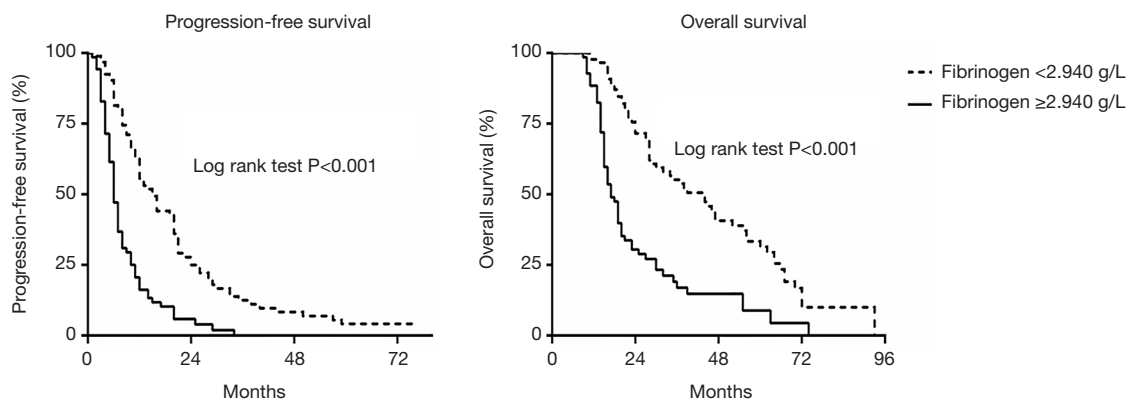 Progression-free survival
Progression-free survival (%)
100
75
50
25
0
Log rank test P<0.001
0 24 48 72
Months
Overall survival
Overall survival (%)
100
75
50
25
0
Log rank test P<0.001
0 24 48 72 96
Months
Fibrinogen <2.940 g/L
Fibrinogen ≥2.940 g/L